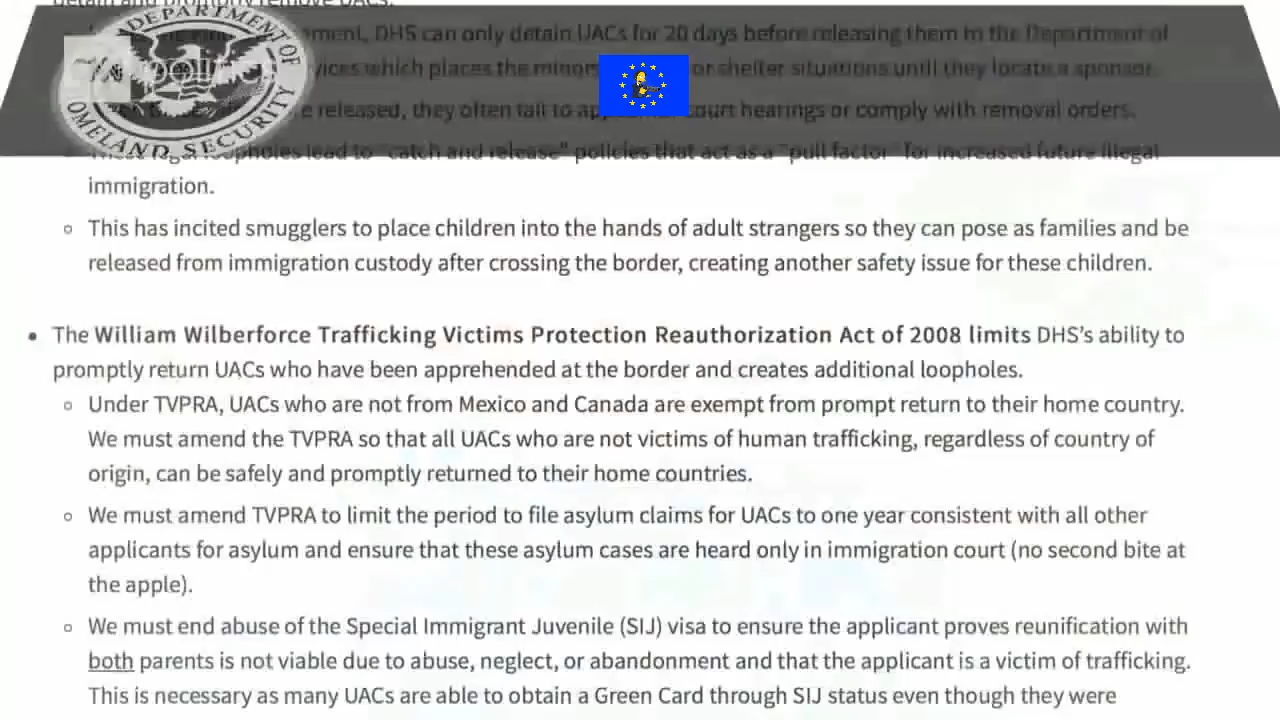 detain and promptly remove UACs.
DEPARTMENT OF
HOMELAND SECURITY
DHS can only detain UACs for 20 days before releasing them to the Department of
which places the minors or shelter situations until they locate a sponsor.
released, they often fail to court hearings or comply with removal orders.
loopholes lead to "catch and release" policies that act as a "pull factor" for increased future illegal
immigration.
This has incited smugglers to place children into the hands of adult strangers so they can pose as families and be
released from immigration custody after crossing the border, creating another safety issue for these children.
The William Wilberforce Trafficking Victims Protection Reauthorization Act of 2008 limits DHS's ability to
promptly return UACs who have been apprehended at the border and creates additional loopholes.
Under TVPRA, UACs who are not from Mexico and Canada are exempt from prompt return to their home country.
We must amend the TVPRA so that all UACs who are not victims of human trafficking, regardless of country of
origin, can be safely and promptly returned to their home countries.
We must amend TVPRA to limit the period to file asylum claims for UACs to one year consistent with all other
applicants for asylum and ensure that these asylum cases are heard only in immigration court (no second bite at
the apple).
We must end abuse of the Special Immigrant Juvenile (SIJ) visa to ensure the applicant proves reunification with
both parents is not viable due to abuse, neglect, or abandonment and that the applicant is a victim of trafficking.
This is necessary as many UACs are able to obtain a Green Card through SIJ status even though they were